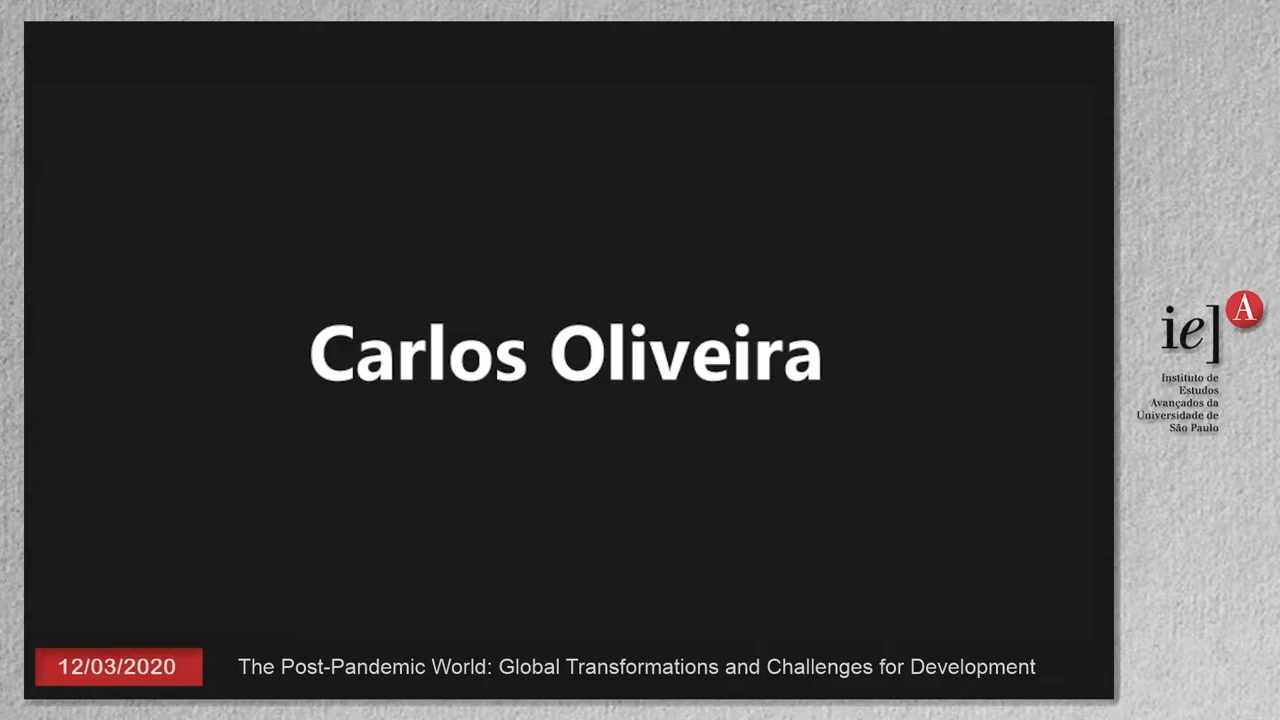 Carlos Oliveira
12/03/2020
The Post-Pandemic World: Global Transformations and Challenges for Development
ie] A
Instituto de
Estudos
Avançados da
Universidade de
São Paulo